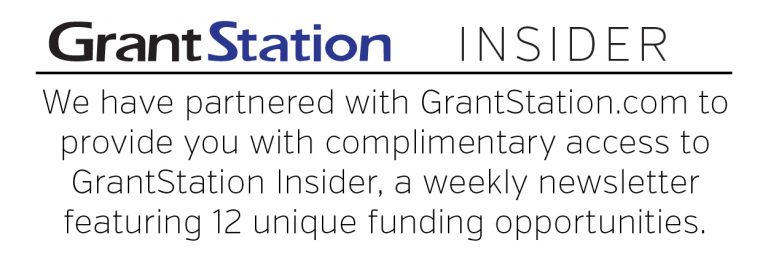 GrantStation INSIDER
We have partnered with GrantStation.com to
provide you with complimentary access to
GrantStation Insider, a weekly newsletter
featuring 12 unique funding opportunities.